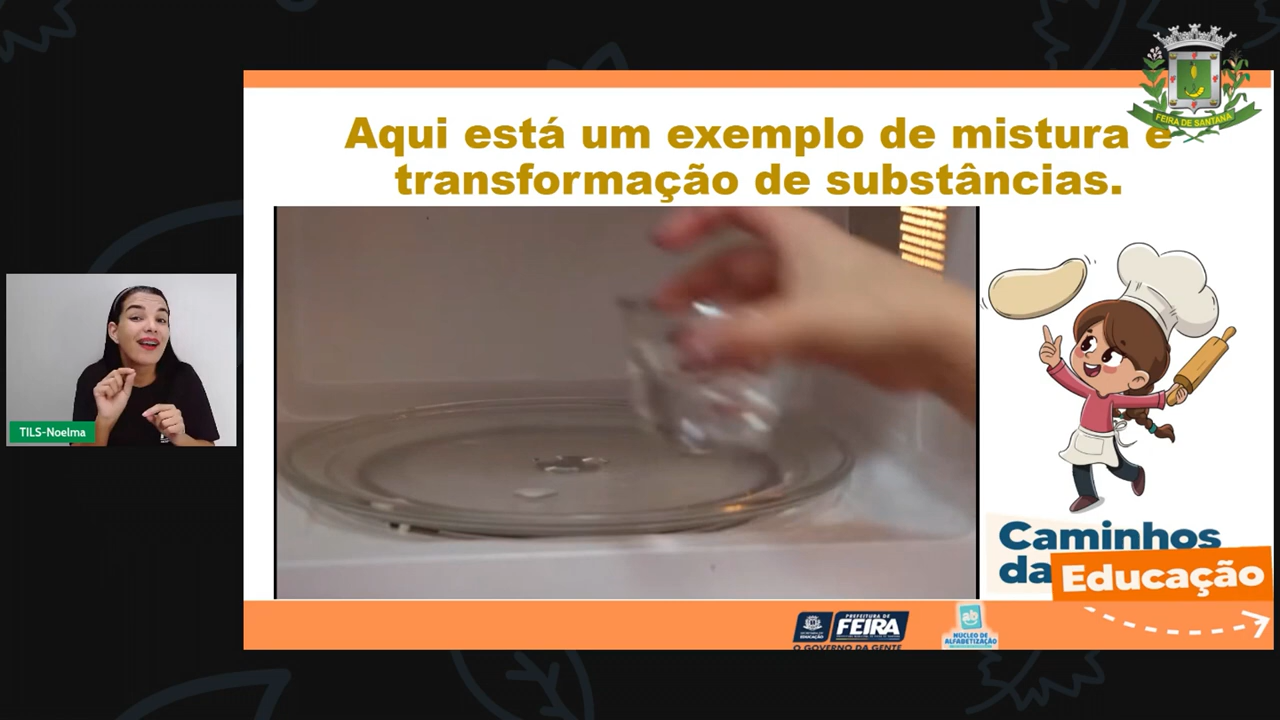 FEIRA DE SANTANA
Aqui está um exemplo de mistura e
transformação de substâncias.
TILS-Noelma
Caminhos
da Educação
PREFEITURA DE
FEIRA
O GOVERNO DA GENTE
ab
NÚCLEO DE
ALFABETIZAÇÃO